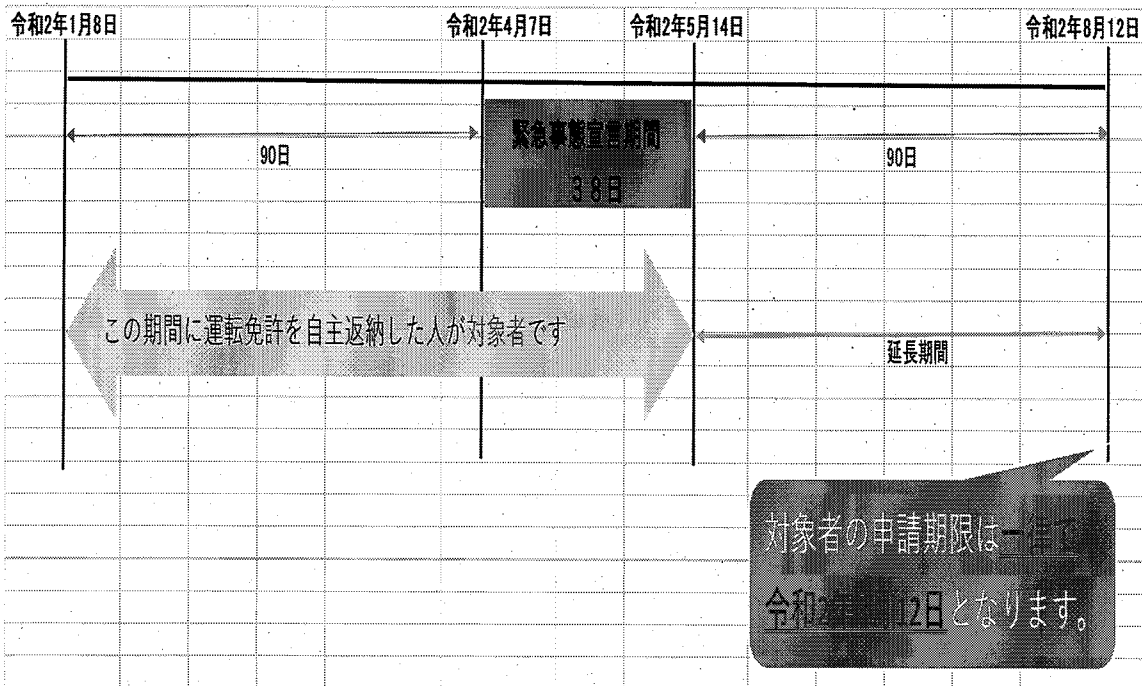 令和2年1月8日
令和2年4月7日
令和2年5月14日
令和2年8月12日
緊急事態宣言期間
38日
90日
90日
この期間に運転免許を自主返納した人が対象者です
延長期間
対象者の申請期限は一律で
令和2年8月12日となります。